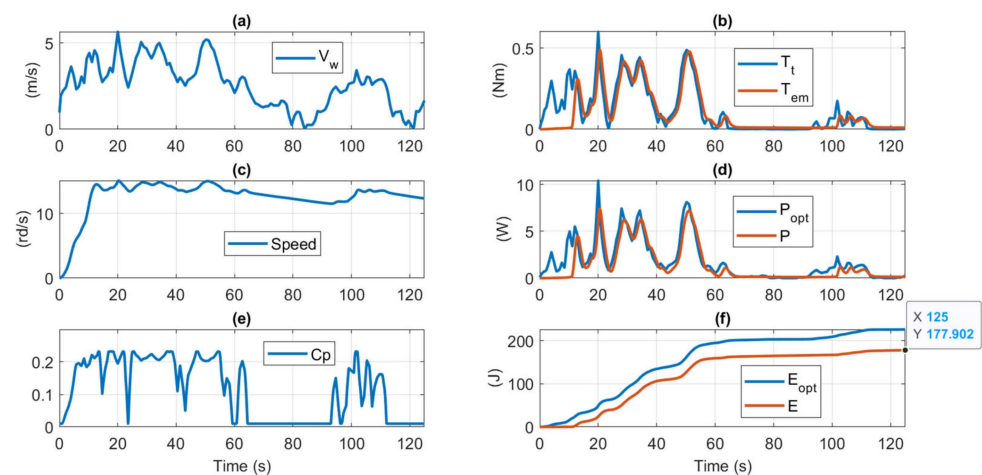 (a)
5
0
(m/s)
V_w
0 20 40 60 80 100 120
(b)
0.5
0
(Nm)
T_t
T_em
0 20 40 60 80 100 120
(c)
10
0
(rd/s)
Speed
0 20 40 60 80 100 120
(d)
10
5
0
(W)
P_opt
P
0 20 40 60 80 100 120
(e)
0.2
0.1
0
Cp
0 20 40 60 80 100 120
Time (s)
(f)
200
100
0
(J)
E_opt
E
X 125
Y 177.902
0 20 40 60 80 100 120
Time (s)